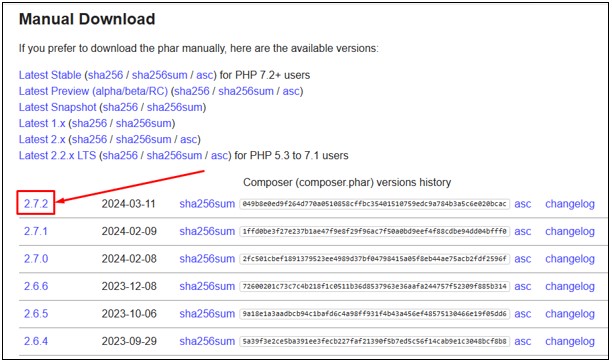 Manual Download
If you prefer to download the phar manually, here are the available versions:
Latest Stable (sha256 / sha256sum / asc) for PHP 7.2+ users
Latest Preview (alpha/beta/RC) (sha256 / sha256sum / asc)
Latest Snapshot (sha256 / sha256sum)
Latest 1.x (sha256 / sha256sum)
Latest 2.x (sha256 / sha256sum / asc)
Latest 2.2.x LTS (sha256 / sha256sum / asc) for PHP 5.3 to 7.1 users
Composer (composer.phar) versions history
2.7.2 2024-03-11 sha256sum 049b8e0ed9f264d770a0510858cffbc35401510759edc9a784b3a5c6e020bcac asc changelog
2.7.1 2024-02-09 sha256sum 1ffd0be3f27e237b1ae47f9e8f29f96ac7f50a0bd9eef4f88cdbe94dd04bfff0 asc changelog
2.7.0 2024-02-08 sha256sum 2fc501cbef1891379523ee4989d37bf04798415a05f8eb44ae75acb2fdf2596f asc changelog
2.6.6 2023-12-08 sha256sum 72600201c73c7c4b218f1c0511b36d8537963e36aafa244757f52309f885b314 asc changelog
2.6.5 2023-10-06 sha256sum 9a18e1a3aadbcb94c1bafd6c4a98ff931f4b43a456ef48575130466e19f05dd6 asc changelog
2.6.4 2023-09-29 sha256sum 5a39f3e2ce5ba391ee3fecb227faf21390f5b7ed5c56f14cab9e1c3048bcf8b8 asc changelog